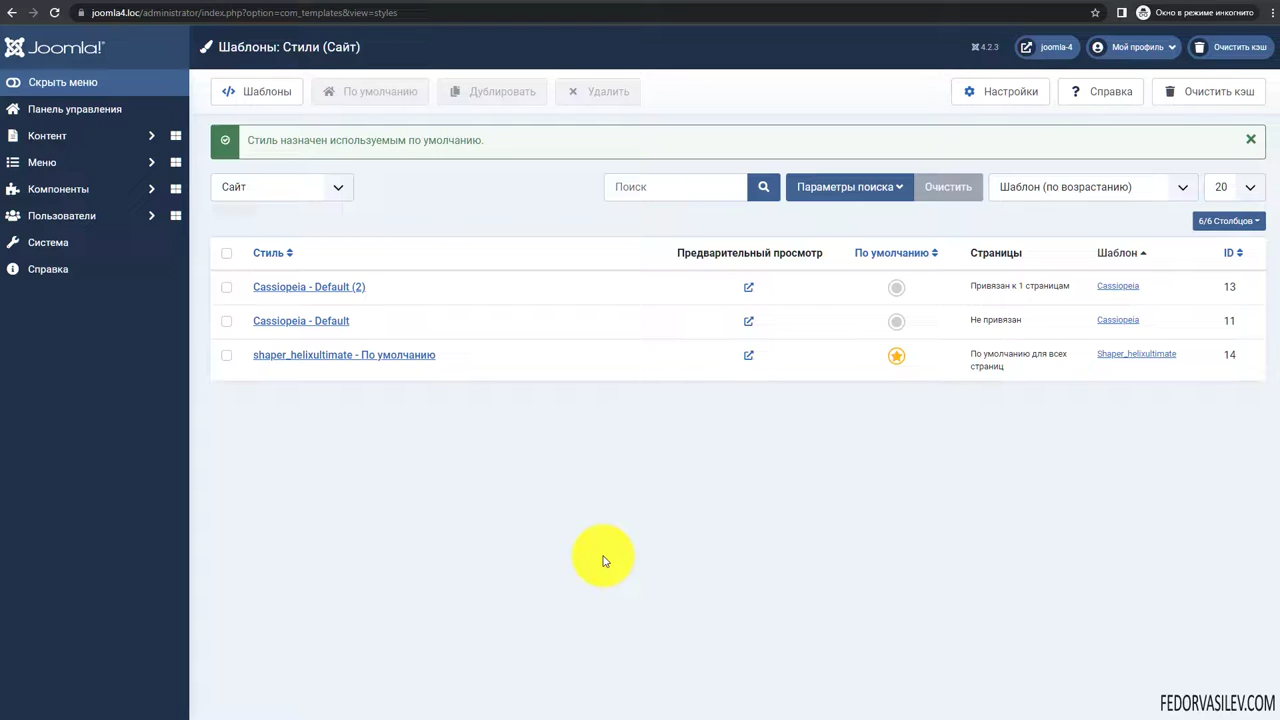 joomla4.loc/administrator/index.php?option=com_templates&view=styles
Окно в режиме инкогнито
Joomla!®
Шаблоны: Стили (Сайт)
4.2.3
joomla-4
Мой профиль
Очистить кэш
Скрыть меню
Панель управления
Контент
Меню
Компоненты
Пользователи
Система
Справка
Шаблоны
По умолчанию
Дублировать
Удалить
Настройки
Справка
Очистить кэш
Стиль назначен используемым по умолчанию.
Сайт
Поиск
Параметры поиска
Очистить
Шаблон (по возрастанию)
20
6/6 Столбцов
Стиль Предварительный просмотр По умолчанию Страницы Шаблон ID
Cassiopeia - Default (2) Привязан к 1 страницам Cassiopeia 13
Cassiopeia - Default Не привязан Cassiopeia 11
shaper_helixultimate - По умолчанию По умолчанию для всех Shaper_helixultimate 14
страниц
FEDORVASILEV.COM